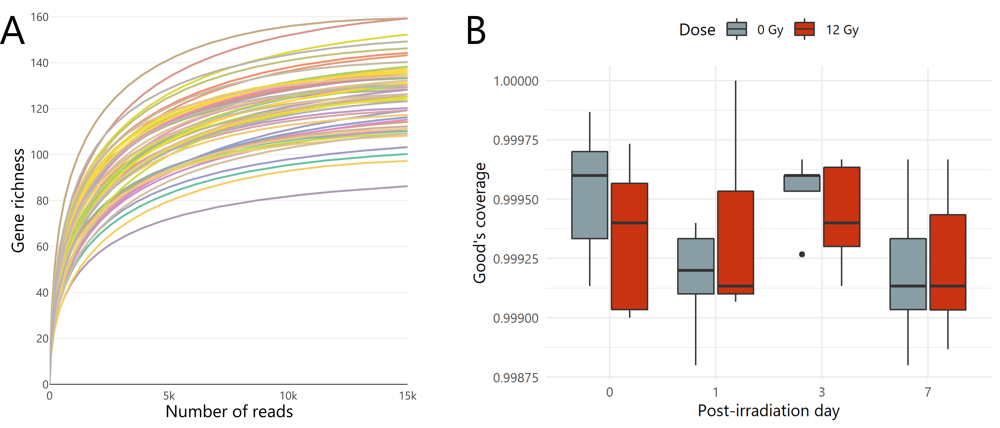 A
160
140
120
100
80
60
40
20
0
0 5k 10k 15k
Gene richness
Number of reads
B
Dose 0 Gy 12 Gy
1.00000
0.99975
0.99950
0.99925
0.99900
0.99875
Good's coverage
0 1 3 7
Post-irradiation day